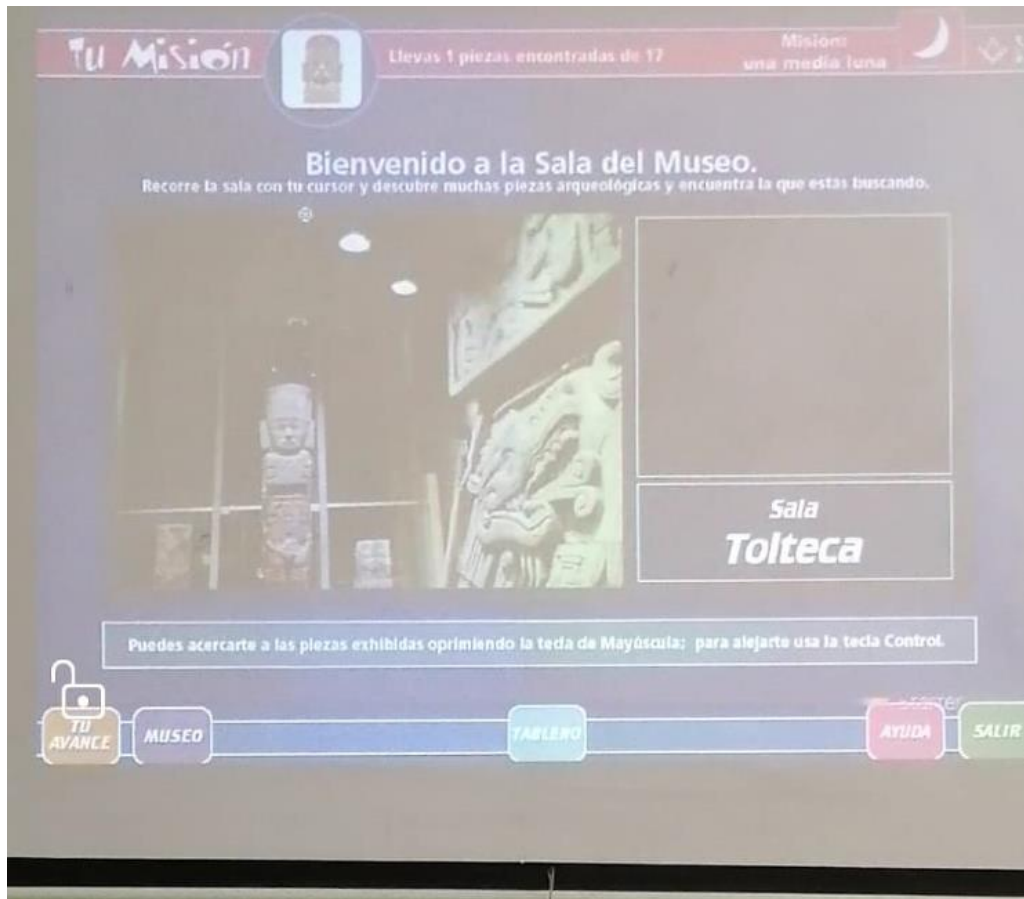 Tu Misión
Llevas 1 piezas encontradas de 17
Misión:
una media luna
Bienvenido a la Sala del Museo.
Recorre la sala con tu cursor y descubre muchas piezas arqueológicas y encuentra la que estás buscando.
Sala
Tolteca
Puedes acercarte a las piezas exhibidas oprimiendo la tecla de Mayúscula; para alejarte usa la tecla Control.
TU
AVANCE
MUSEO
TABLERO
AYUDA
SALIR